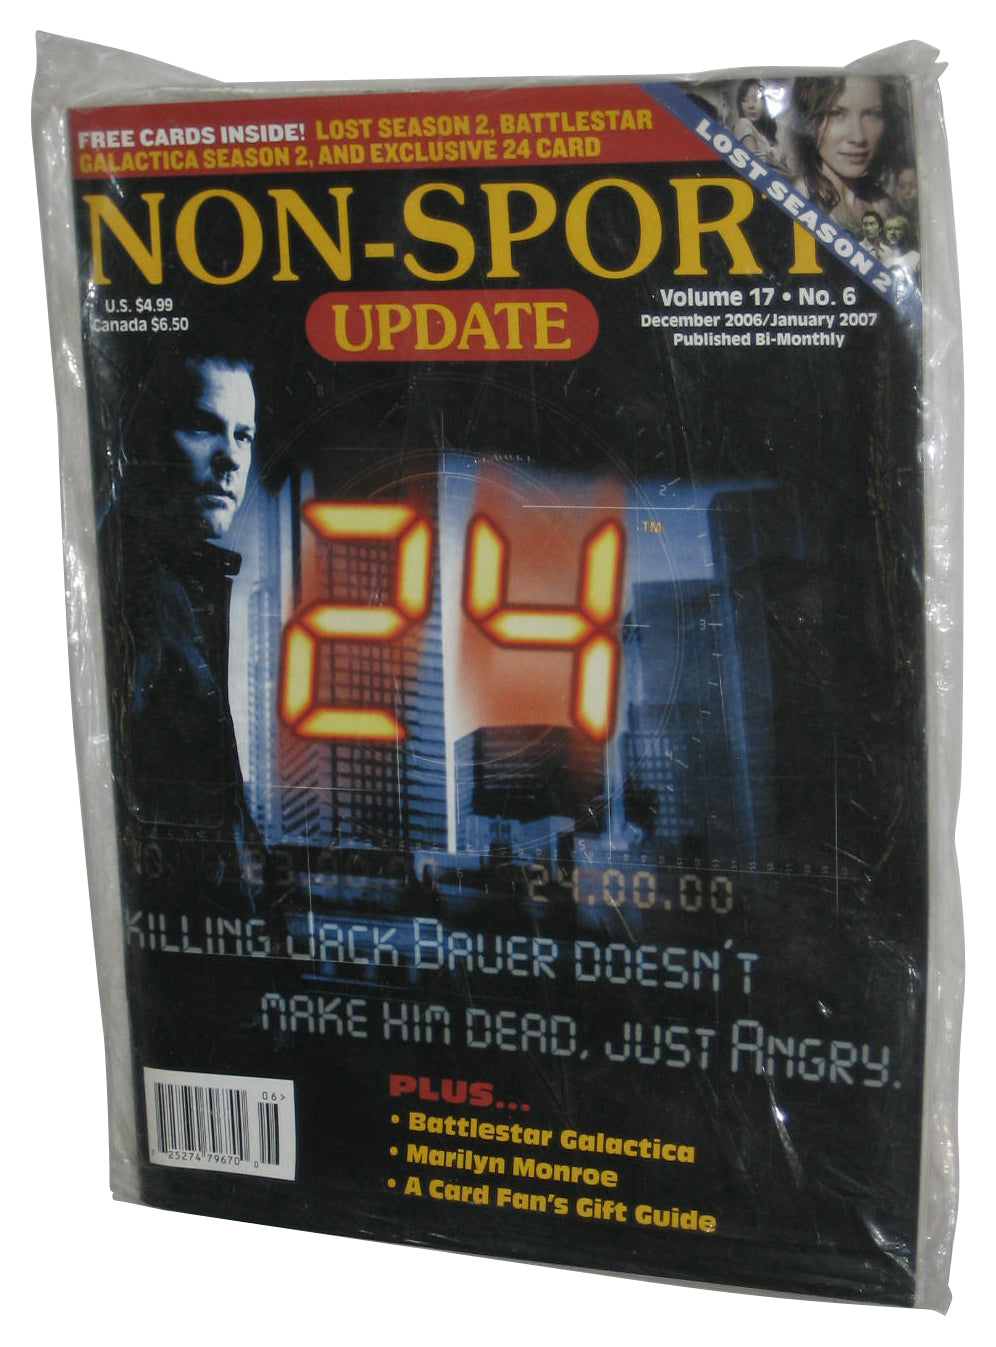 FREE CARDS INSIDE! LOST SEASON 2, BATTLESTAR
GALACTICA SEASON 2, AND EXCLUSIVE 24 CARD
LOST SEASON 2
NON-SPORT
UPDATE
U.S. $4.99
Canada $6.50
Volume 17 • No. 6
December 2006/January 2007
Published Bi-Monthly
24 TM
23.00.00
24.00.00
KILLING JACK BAUER DOESN'T
MAKE HIM DEAD, JUST ANGRY.
PLUS...
• Battlestar Galactica
• Marilyn Monroe
• A Card Fan's Gift Guide
06>
7 25274 79670 0